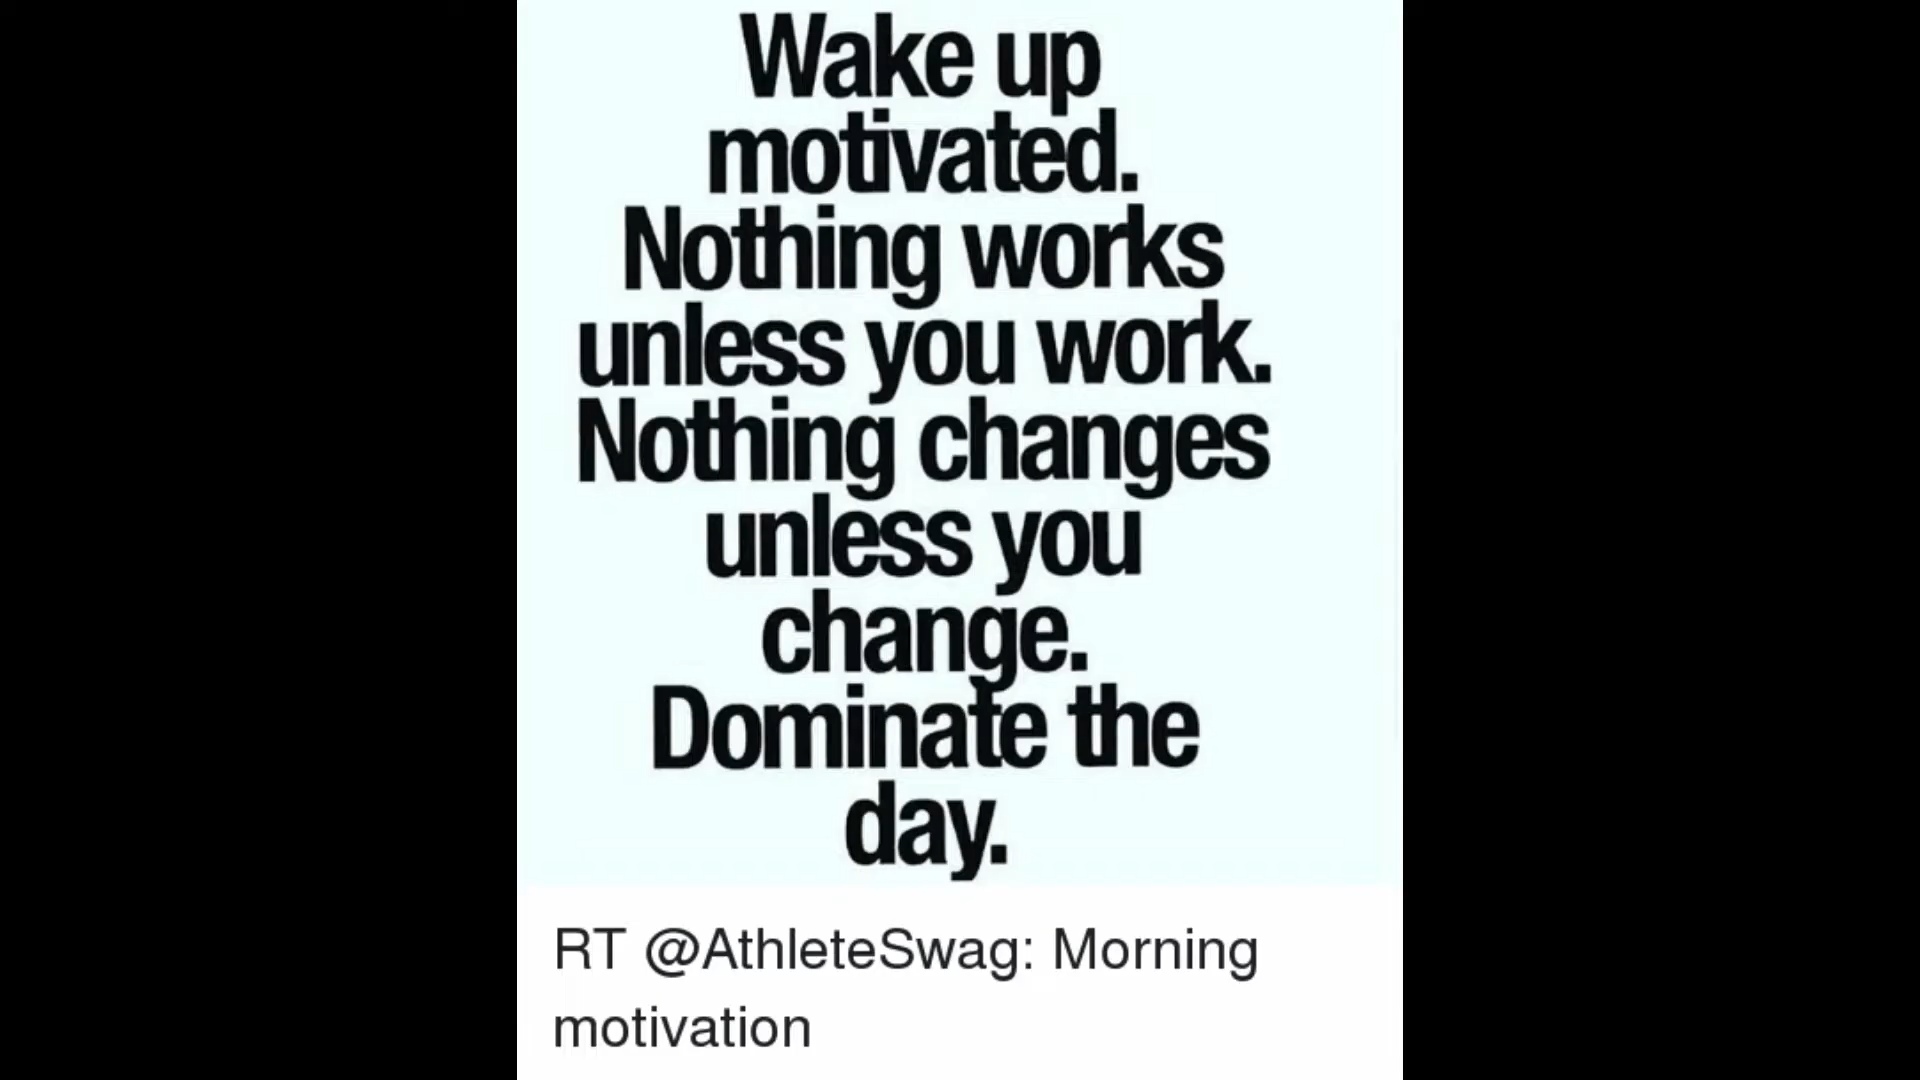 Wake up
motivated.
Nothing works
unless you work.
Nothing changes
unless you
change.
Dominate the
day.
RT @AthleteSwag: Morning
motivation